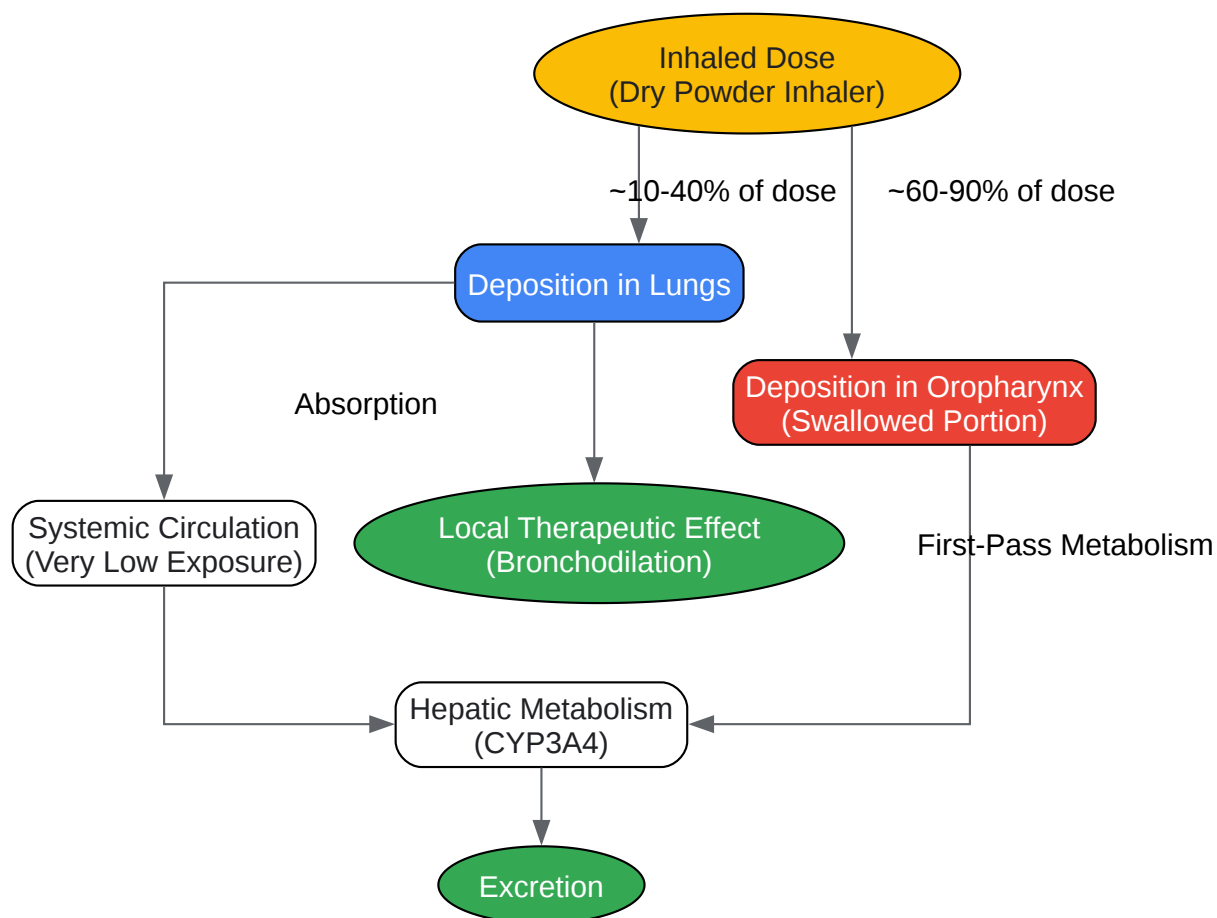 Inhaled Dose
(Dry Powder Inhaler)
~10-40% of dose
~60-90% of dose
Deposition in Lungs
Deposition in Oropharynx
(Swallowed Portion)
Absorption
Systemic Circulation
(Very Low Exposure)
Local Therapeutic Effect
(Bronchodilation)
First-Pass Metabolism
Hepatic Metabolism
(CYP3A4)
Excretion